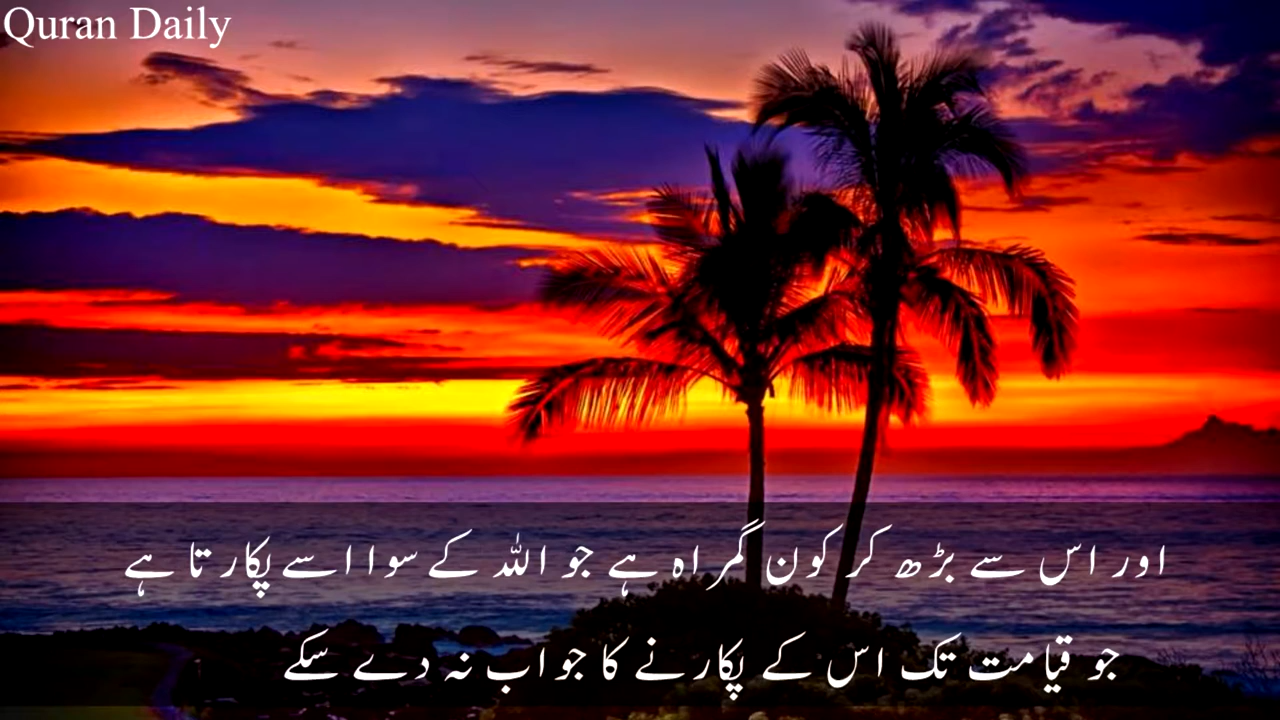 Quran Daily
اور اس سے بڑھ کر کون گمراہ ہے جو اللہ کے سوا اسے پکارتا ہے
جو قیامت تک اس کے پکارنے کا جواب نہ دے سکے